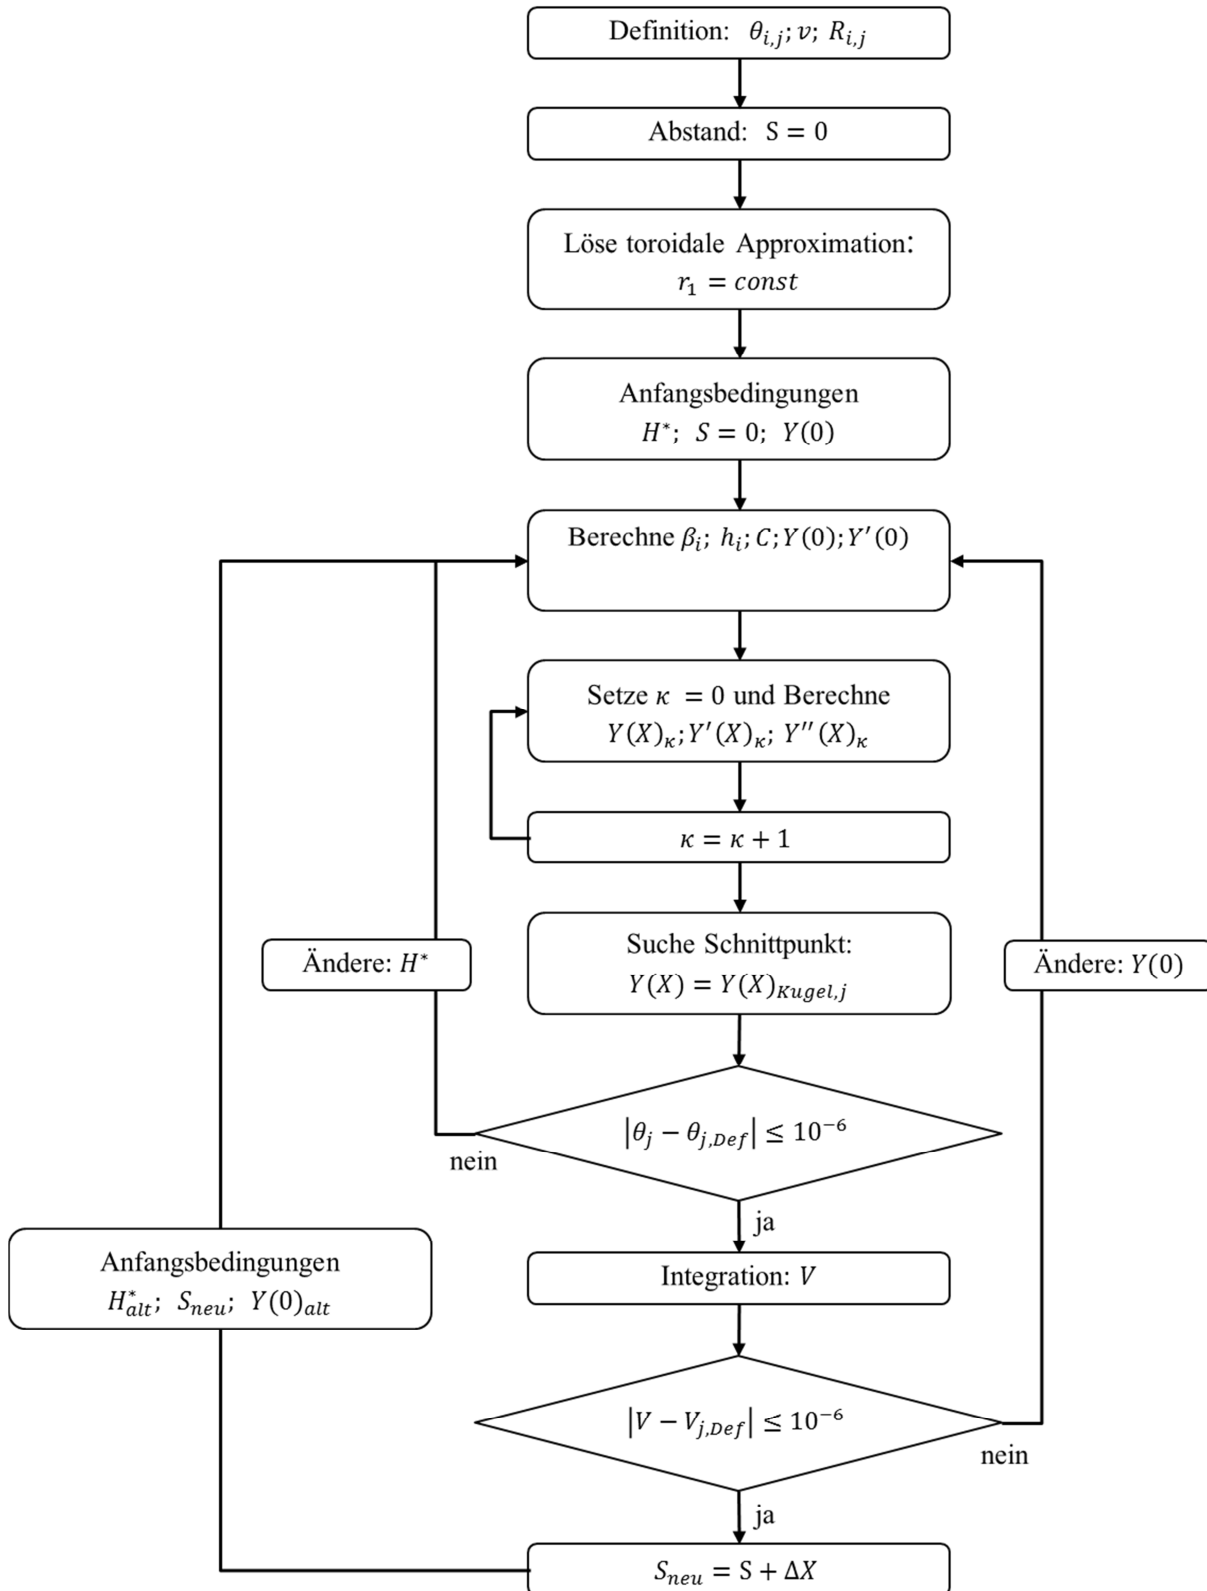 Definition: θ_{i,j}; v; R_{i,j}
Abstand: S = 0
Löse toroidale Approximation:
r_1 = const
Anfangsbedingungen
H^*; S = 0; Y(0)
Berechne β_i; h_i; C; Y(0); Y'(0)
Setze κ = 0 und Berechne
Y(X)_κ; Y'(X)_κ; Y''(X)_κ
κ = κ + 1
Suche Schnittpunkt:
Y(X) = Y(X)_{Kugel,j}
Ändere: H^*
Ändere: Y(0)
|θ_j − θ_{j,Def}| ≤ 10^{−6}
nein
ja
Anfangsbedingungen
H^*_{alt}; S_{neu}; Y(0)_{alt}
Integration: V
|V − V_{j,Def}| ≤ 10^{−6}
nein
ja
S_{neu} = S + ΔX